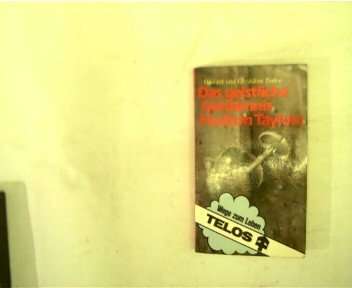 Das geistliche
Geheimnis
Hudson Taylors
Wege zum Leben
TELOS